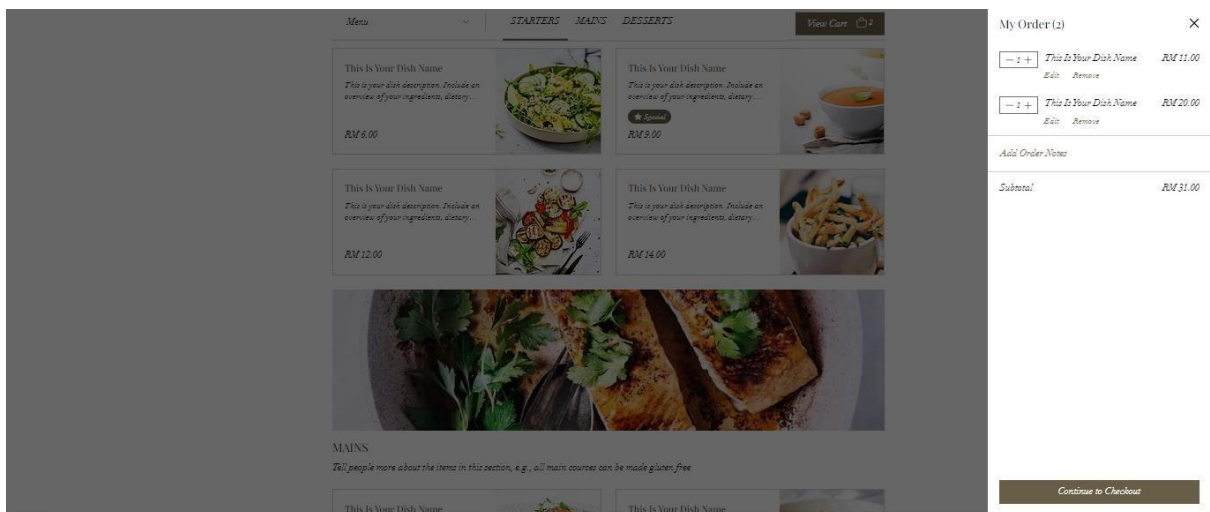 Menu
STARTERS MAINS DESSERTS
View Cart 2
This Is Your Dish Name
This is your dish description. Include an
overview of your ingredients, dietary...
RM 6.00
This Is Your Dish Name
This is your dish description. Include an
overview of your ingredients, dietary...
Special
RM 9.00
This Is Your Dish Name
This is your dish description. Include an
overview of your ingredients, dietary...
RM 12.00
This Is Your Dish Name
This is your dish description. Include an
overview of your ingredients, dietary...
RM 14.00
MAINS
Tell people more about the items in this section, e.g., all main courses can be made gluten free
This Is Your Dish Name
This Is Your Dish Name
My Order (2)
− 1 + This Is Your Dish Name RM 11.00
Edit Remove
− 1 + This Is Your Dish Name RM 20.00
Edit Remove
Add Order Notes
Subtotal RM 31.00
Continue to Checkout